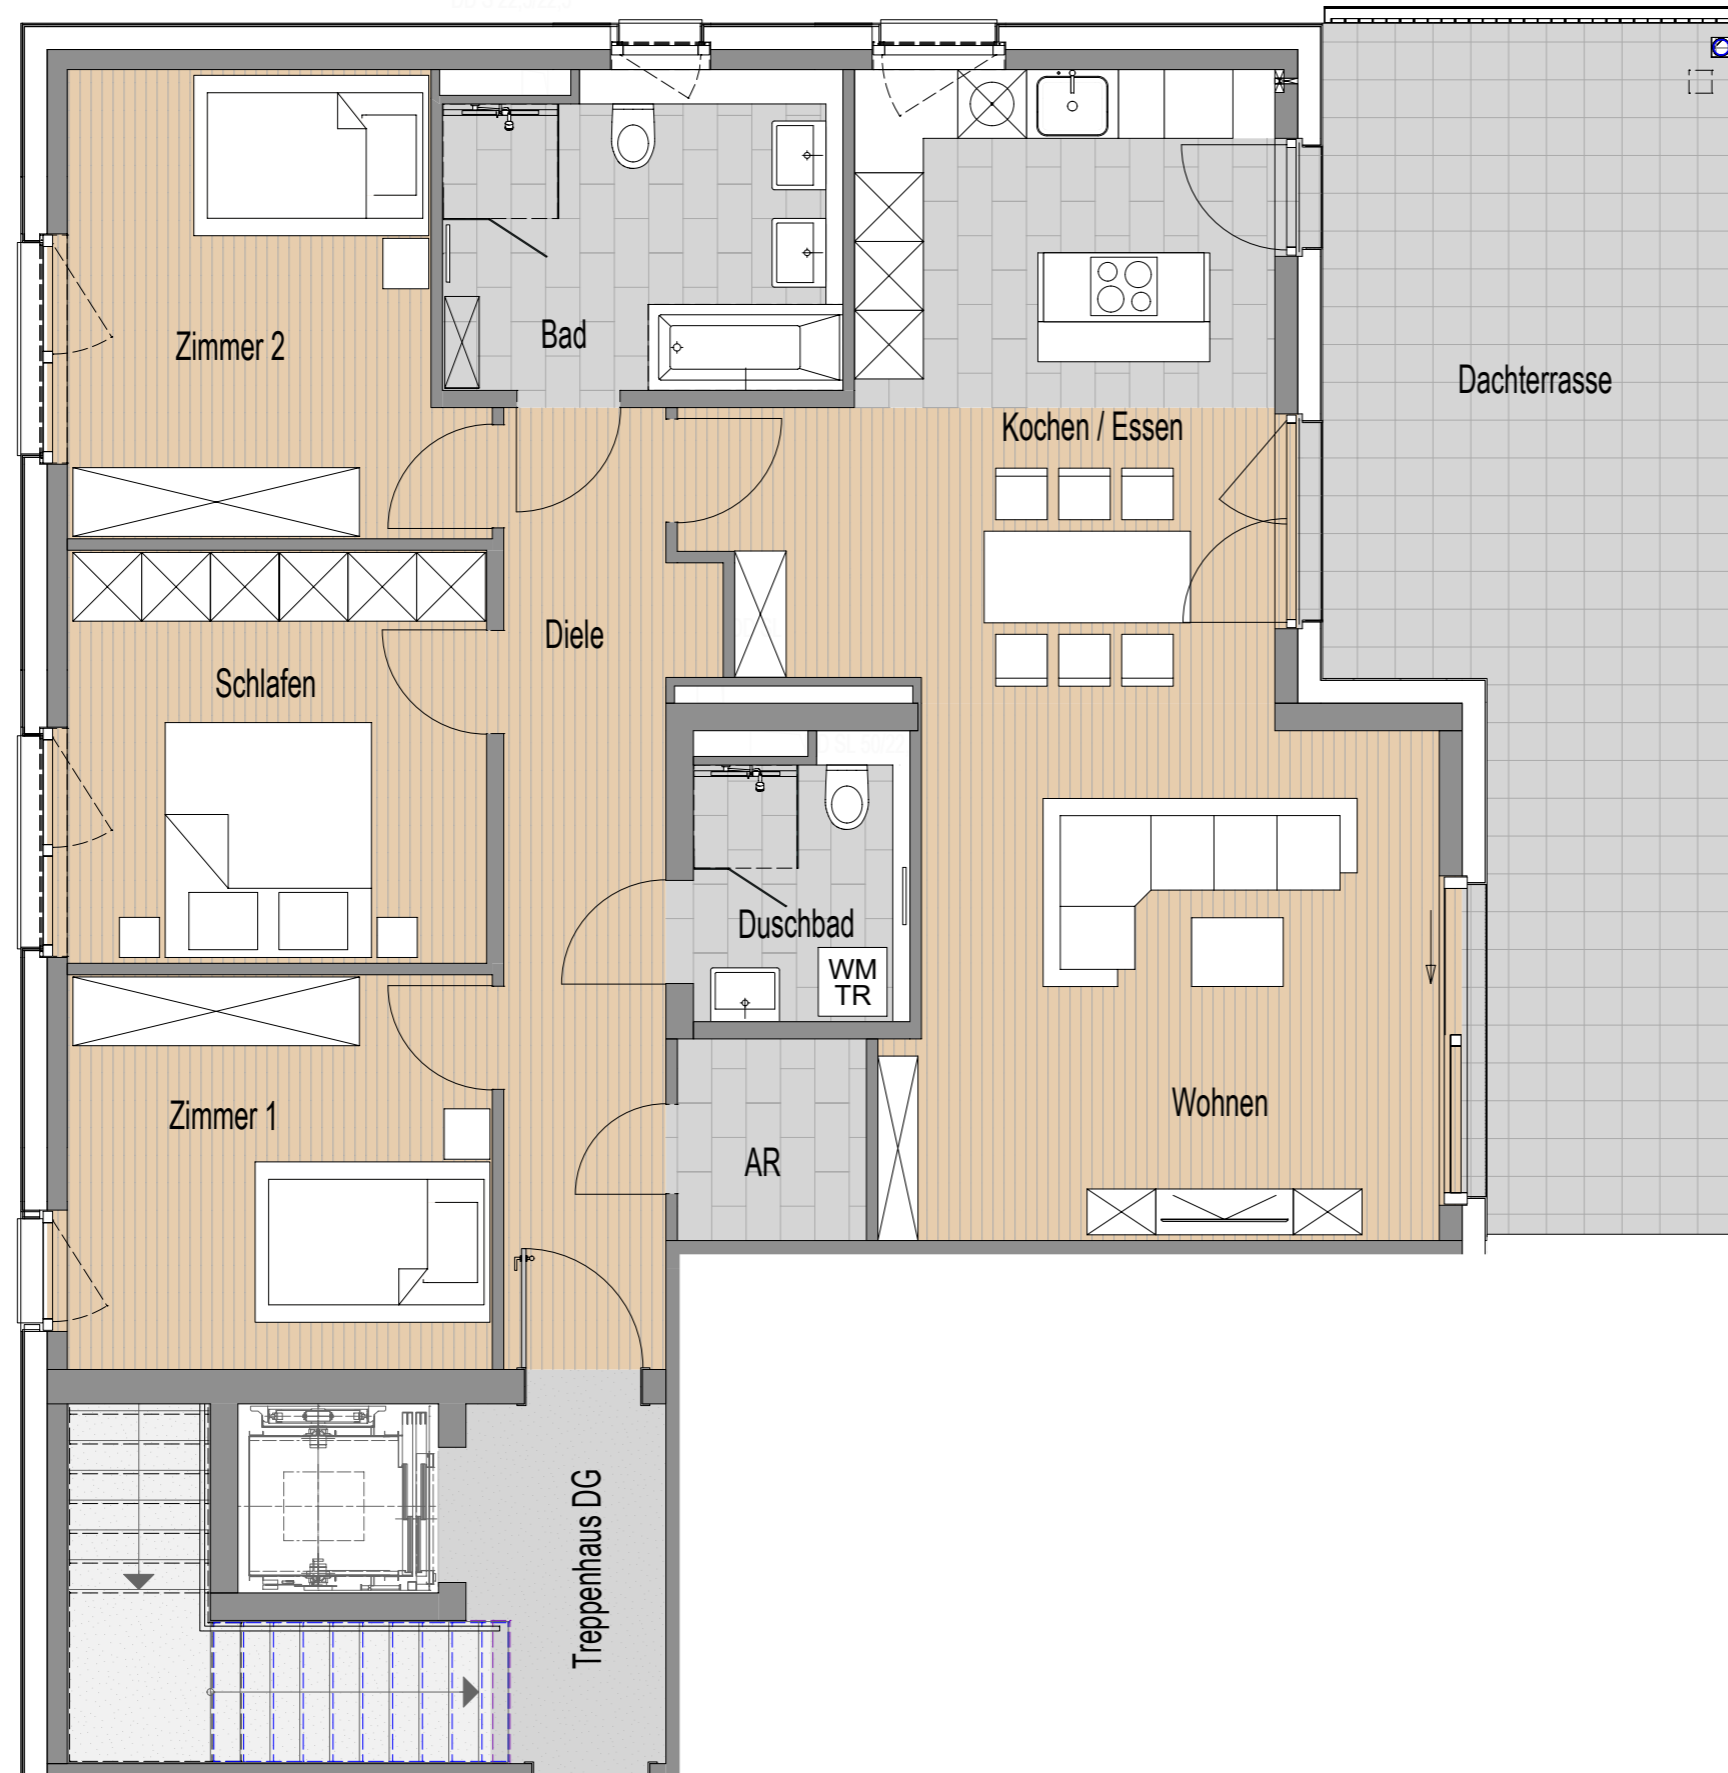 Zimmer 2
Bad
Dachterrasse
Kochen / Essen
Diele
Schlafen
Duschbad
WM
TR
Wohnen
Zimmer 1
AR
Treppenhaus DG